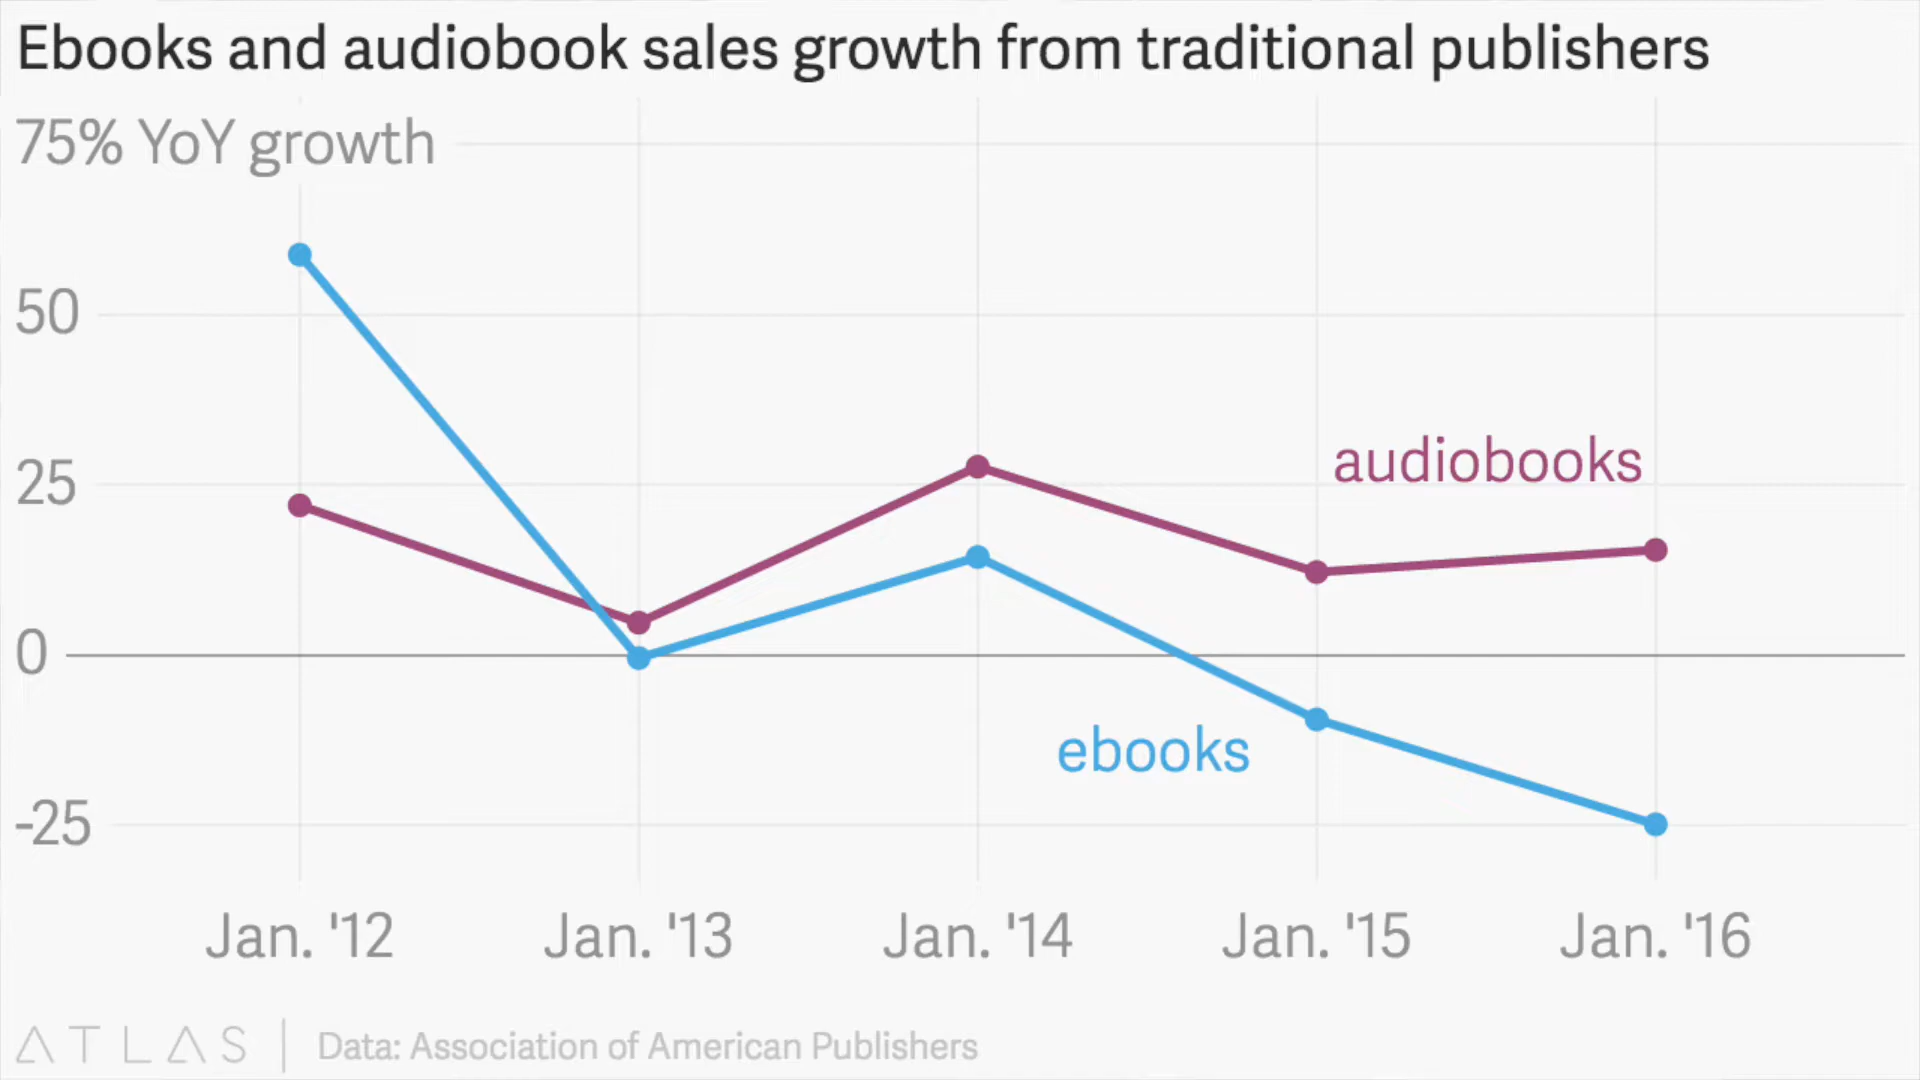 Ebooks and audiobook sales growth from traditional publishers
75% YoY growth
50
25
audiobooks
0
ebooks
-25
Jan. '12 Jan. '13 Jan. '14 Jan. '15 Jan. '16
ATLAS | Data: Association of American Publishers